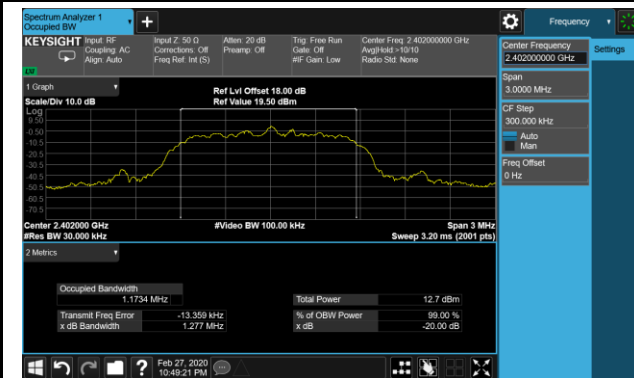 Spectrum Analyzer 1
Occupied BW
+
Frequency
KEYSIGHT
Input: RF
Coupling: AC
Align: Auto
Input Z: 50 Ω
Corrections: Off
Freq Ref: Int (S)
Atten: 20 dB
Preamp: Off
Trig: Free Run
Gate: Off
#IF Gain: Low
Center Freq: 2.402000000 GHz
Avg|Hold:>10/10
Radio Std: None
Center Frequency
2.402000000 GHz
Settings
Span
3.0000 MHz
CF Step
300.000 kHz
Auto
Man
Freq Offset
0 Hz
1 Graph
Scale/Div 10.0 dB
Ref Lvl Offset 18.00 dB
Ref Value 19.50 dBm
Log
9.50
-0.50
-10.5
-20.5
-30.5
-40.5
-50.5
-60.5
-70.5
Center 2.402000 GHz
#Res BW 30.000 kHz
#Video BW 100.00 kHz
Span 3 MHz
Sweep 3.20 ms (2001 pts)
2 Metrics
Occupied Bandwidth
1.1734 MHz
Total Power 12.7 dBm
Transmit Freq Error -13.359 kHz
% of OBW Power 99.00 %
x dB Bandwidth 1.277 MHz
x dB -20.00 dB
?
Feb 27, 2020
10:49:21 PM